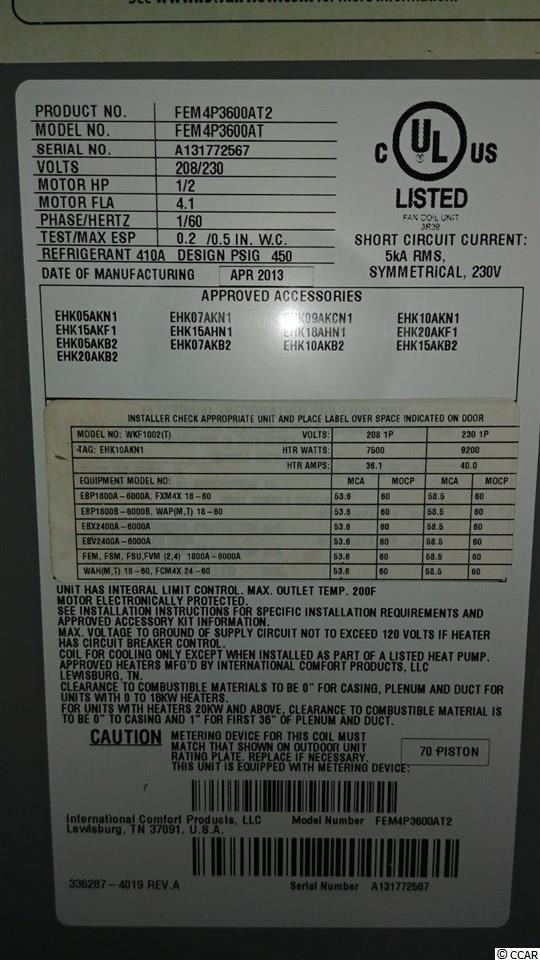 PRODUCT NO. FEM4P3600AT2
MODEL NO. FEM4P3600AT
SERIAL NO. A131772567
VOLTS 208/230
MOTOR HP 1/2
MOTOR FLA 4.1
PHASE/HERTZ 1/60
TEST/MAX ESP 0.2 /0.5 IN. W.C.
REFRIGERANT 410A DESIGN PSIG 450
DATE OF MANUFACTURING APR 2013
C UL US
LISTED
FAN COIL UNIT
SHORT CIRCUIT CURRENT:
5kA RMS,
SYMMETRICAL, 230V
APPROVED ACCESSORIES
EHK05AKN1 EHK07AKN1 EHK09AKCN1 EHK10AKN1
EHK15AKF1 EHK15AHN1 EHK18AHN1 EHK20AKF1
EHK05AKB2 EHK07AKB2 EHK10AKB2 EHK15AKB2
EHK20AKB2
INSTALLER CHECK APPROPRIATE UNIT AND PLACE LABEL OVER SPACE INDICATED ON DOOR
MODEL NO: WKF1002(T) VOLTS: 208 1P 230 1P
TAG: EHK10AKN1 HTR WATTS: 7500 9200
HTR AMPS: 36.1 40.0
EQUIPMENT MODEL NO: MCA MOCP MCA MOCP
EBP1800A-6000A, FXM4X 18-60 53.6 60 58.5 60
EBP1800B-6000B, WAP(M,T) 18-60 53.6 60 58.5 60
EBX2400A-6000A 53.6 60 58.5 60
EBV2400A-6000A 53.6 60 58.5 60
FEM, FSM, FSU,FVM (2,4) 1800A-6000A 53.6 60 58.5 60
WAH(M,T) 18-60, FCM4X 24-60 53.6 60 58.5 60
UNIT HAS INTEGRAL LIMIT CONTROL. MAX. OUTLET TEMP. 200F
MOTOR ELECTRONICALLY PROTECTED.
SEE INSTALLATION INSTRUCTIONS FOR SPECIFIC INSTALLATION REQUIREMENTS AND
APPROVED ACCESSORY KIT INFORMATION.
MAX. VOLTAGE TO GROUND OF SUPPLY CIRCUIT NOT TO EXCEED 120 VOLTS IF HEATER
HAS CIRCUIT BREAKER CONTROL.
COIL FOR COOLING ONLY EXCEPT WHEN INSTALLED AS PART OF A LISTED HEAT PUMP.
APPROVED HEATERS MFG'D BY INTERNATIONAL COMFORT PRODUCTS, LLC
LEWISBURG, TN.
CLEARANCE TO COMBUSTIBLE MATERIALS TO BE 0" FOR CASING, PLENUM AND DUCT FOR
UNITS WITH 0 TO 18KW HEATERS.
FOR UNITS WITH HEATERS 20KW AND ABOVE, CLEARANCE TO COMBUSTIBLE MATERIAL IS
TO BE 0" TO CASING AND 1" FOR FIRST 36" OF PLENUM AND DUCT.
CAUTION METERING DEVICE FOR THIS COIL MUST
MATCH THAT SHOWN ON OUTDOOR UNIT
RATING PLATE. REPLACE IF NECESSARY.
THIS UNIT IS EQUIPPED WITH METERING DEVICE:
70 PISTON
International Comfort Products, LLC Model Number FEM4P3600AT2
Lewisburg, TN 37091, U.S.A.
336287-4019 REV.A Serial Number A131772567
© CCAR